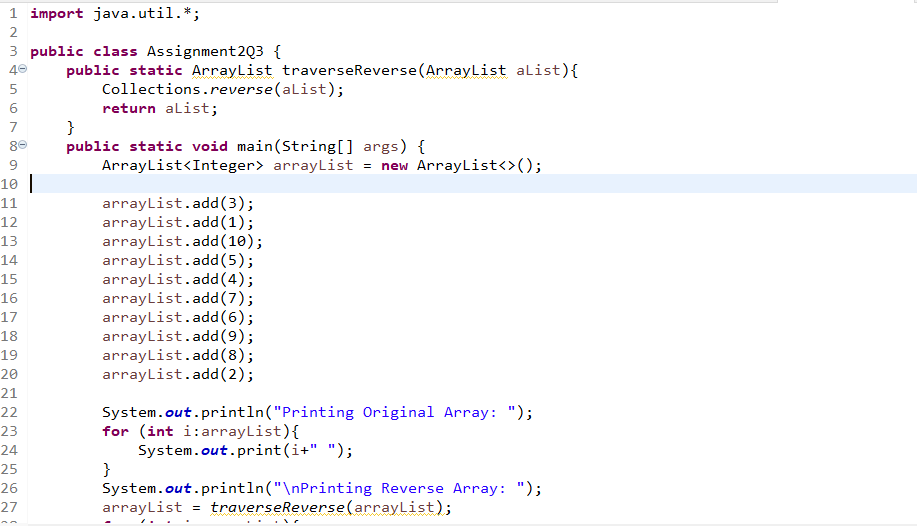 1 import java.util.*;
2
3 public class Assignment2Q3 {
4 public static ArrayList traverseReverse(ArrayList aList){
5 Collections.reverse(aList);
6 return aList;
7 }
8 public static void main(String[] args) {
9 ArrayList<Integer> arrayList = new ArrayList<>();
10
11 arrayList.add(3);
12 arrayList.add(1);
13 arrayList.add(10);
14 arrayList.add(5);
15 arrayList.add(4);
16 arrayList.add(7);
17 arrayList.add(6);
18 arrayList.add(9);
19 arrayList.add(8);
20 arrayList.add(2);
21
22 System.out.println("Printing Original Array: ");
23 for (int i:arrayList){
24 System.out.print(i+" ");
25 }
26 System.out.println("\nPrinting Reverse Array: ");
27 arrayList = traverseReverse(arrayList);